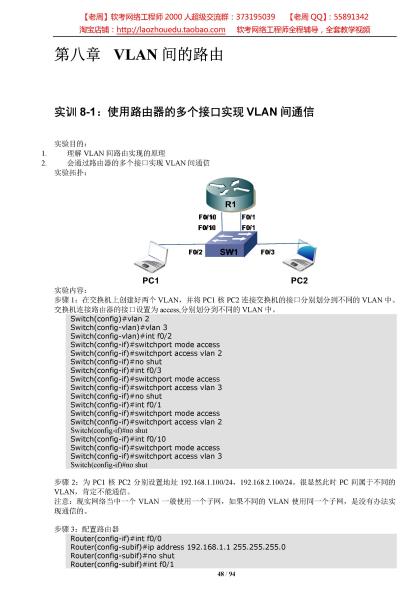 【老周】软考网络工程师 2000 人超级交流群：373195039 【老周 QQ】：55891342
淘宝店铺：http://laozhouedu.taobao.com 软考网络工程师全程辅导，全套教学视频
第八章 VLAN 间的路由
实训 8-1：使用路由器的多个接口实现 VLAN 间通信
实验目的：
1. 理解 VLAN 间路由实现的原理
2. 会通过路由器的多个接口实现 VLAN 间通信
实验拓扑：
R1
F0/10 F0/1
F0/10 F0/1
F0/2 SW1 F0/3
PC1 PC2
实验内容：
步骤 1：在交换机上创建好两个 VLAN，并将 PC1 核 PC2 连接交换机的接口分别划分到不同的 VLAN 中。
交换机连接路由器的接口设置为 access,分别划分到不同的 VLAN 中。
Switch(config)#vlan 2
Switch(config-vlan)#vlan 3
Switch(config-vlan)#int f0/2
Switch(config-if)#switchport mode access
Switch(config-if)#switchport access vlan 2
Switch(config-if)#no shut
Switch(config-if)#int f0/3
Switch(config-if)#switchport mode access
Switch(config-if)#switchport access vlan 3
Switch(config-if)#no shut
Switch(config-if)#int f0/1
Switch(config-if)#switchport mode access
Switch(config-if)#switchport access vlan 2
Switch(config-if)#no shut
Switch(config-if)#int f0/10
Switch(config-if)#switchport mode access
Switch(config-if)#switchport access vlan 3
Switch(config-if)#no shut
步骤 2：为 PC1 核 PC2 分别设置地址 192.168.1.100/24，192.168.2.100/24，很显然此时 PC 间属于不同的
VLAN，肯定不能通信。
注意：现实网络当中一个 VLAN 一般使用一个子网，如果不同的 VLAN 使用同一个子网，是没有办法实
现通信的。
步骤 3：配置路由器
Router(config-if)#int f0/0
Router(config-subif)#ip address 192.168.1.1 255.255.255.0
Router(config-subif)#no shut
Router(config-subif)#int f0/1
48 / 94